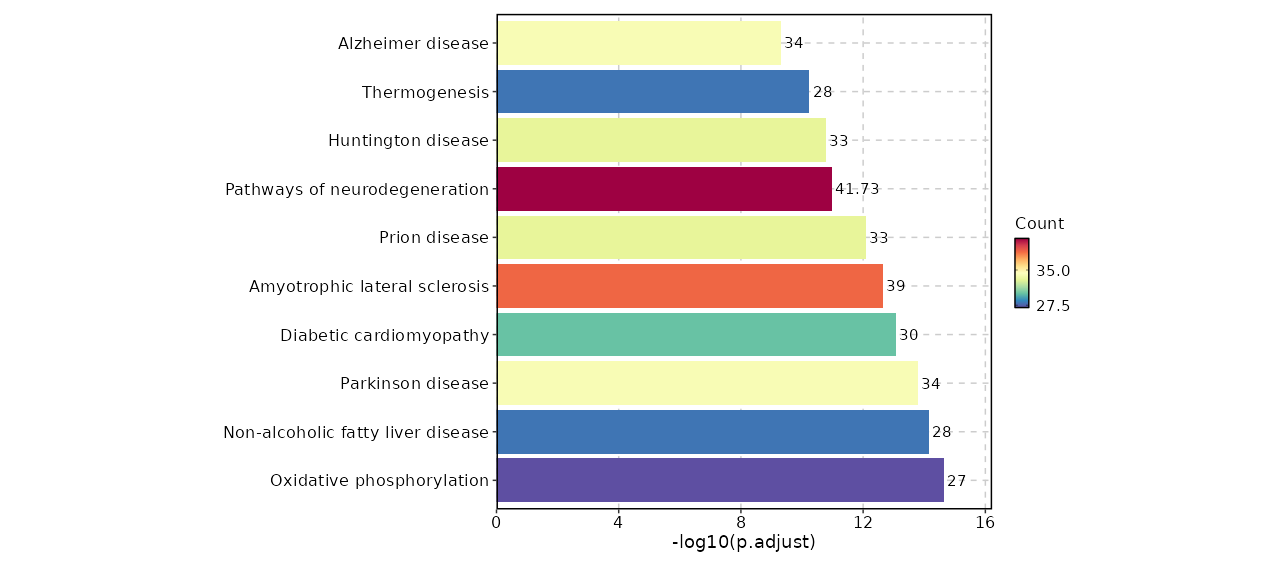 Alzheimer disease 34
Thermogenesis 28
Huntington disease 33
Pathways of neurodegeneration 41.73
Prion disease 33
Amyotrophic lateral sclerosis 39
Diabetic cardiomyopathy 30
Parkinson disease 34
Non-alcoholic fatty liver disease 28
Oxidative phosphorylation 27
0 4 8 12 16
-log10(p.adjust)
Count
35.0
27.5